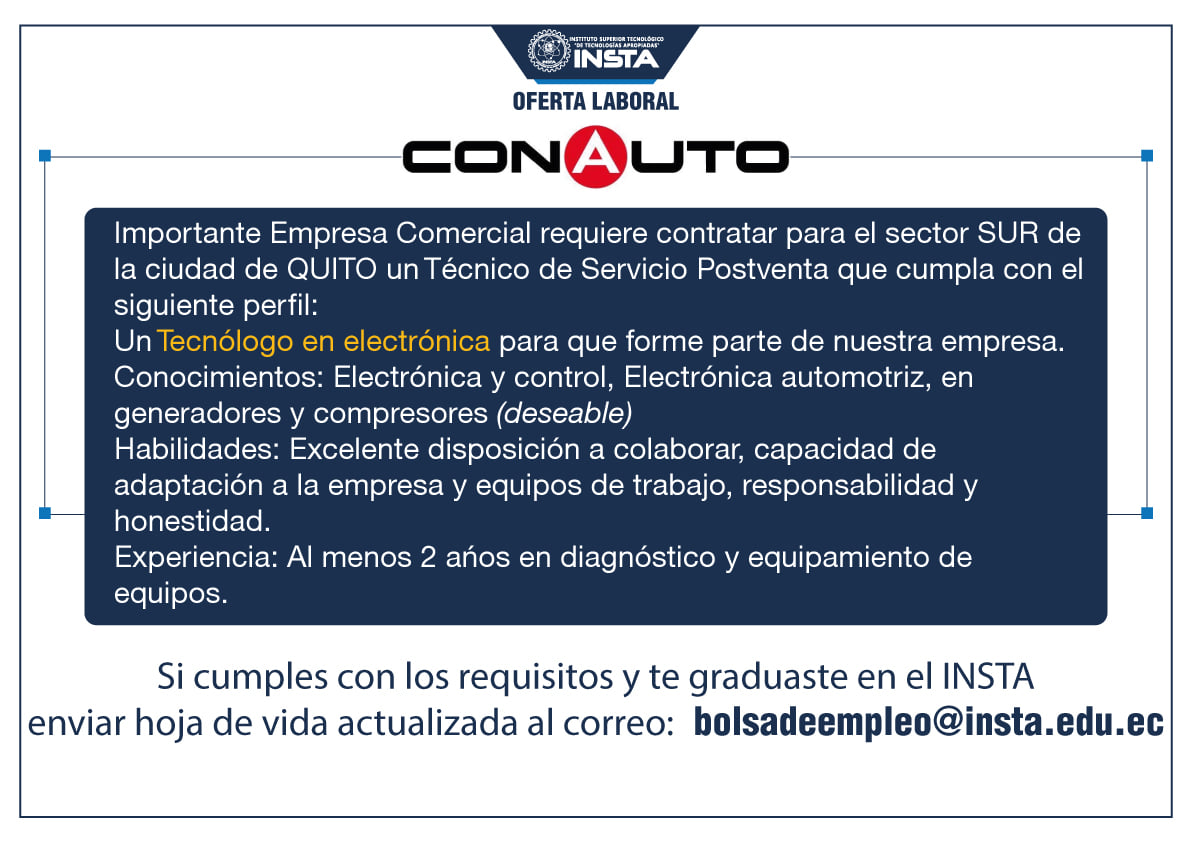 INSTITUTO SUPERIOR TECNOLÓGICO
"DE TECNOLOGÍAS APROPIADAS"
INSTA
INSTA
OFERTA LABORAL
CONAUTO
Importante Empresa Comercial requiere contratar para el sector SUR de
la ciudad de QUITO un Técnico de Servicio Postventa que cumpla con el
siguiente perfil:
Un Tecnólogo en electrónica para que forme parte de nuestra empresa.
Conocimientos: Electrónica y control, Electrónica automotriz, en
generadores y compresores (deseable)
Habilidades: Excelente disposición a colaborar, capacidad de
adaptación a la empresa y equipos de trabajo, responsabilidad y
honestidad.
Experiencia: Al menos 2 años en diagnóstico y equipamiento de
equipos.
Si cumples con los requisitos y te graduaste en el INSTA
enviar hoja de vida actualizada al correo: bolsadeempleo@insta.edu.ec